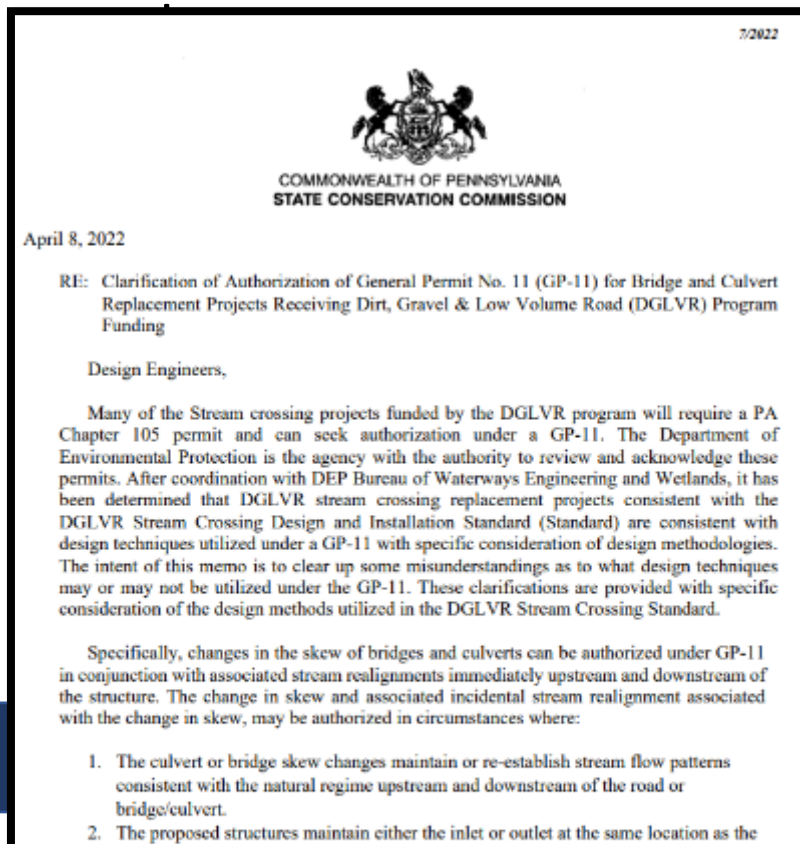 7/2022
COMMONWEALTH OF PENNSYLVANIA
STATE CONSERVATION COMMISSION
April 8, 2022
RE: Clarification of Authorization of General Permit No. 11 (GP-11) for Bridge and Culvert
Replacement Projects Receiving Dirt, Gravel & Low Volume Road (DGLVR) Program
Funding
Design Engineers,
Many of the Stream crossing projects funded by the DGLVR program will require a PA
Chapter 105 permit and can seek authorization under a GP-11. The Department of
Environmental Protection is the agency with the authority to review and acknowledge these
permits. After coordination with DEP Bureau of Waterways Engineering and Wetlands, it has
been determined that DGLVR stream crossing replacement projects consistent with the
DGLVR Stream Crossing Design and Installation Standard (Standard) are consistent with
design techniques utilized under a GP-11 with specific consideration of design methodologies.
The intent of this memo is to clear up some misunderstandings as to what design techniques
may or may not be utilized under the GP-11. These clarifications are provided with specific
consideration of the design methods utilized in the DGLVR Stream Crossing Standard.
Specifically, changes in the skew of bridges and culverts can be authorized under GP-11
in conjunction with associated stream realignments immediately upstream and downstream of
the structure. The change in skew and associated incidental stream realignment associated
with the change in skew, may be authorized in circumstances where:
1. The culvert or bridge skew changes maintain or re-establish stream flow patterns
consistent with the natural regime upstream and downstream of the road or
bridge/culvert.
2. The proposed structures maintain either the inlet or outlet at the same location as the